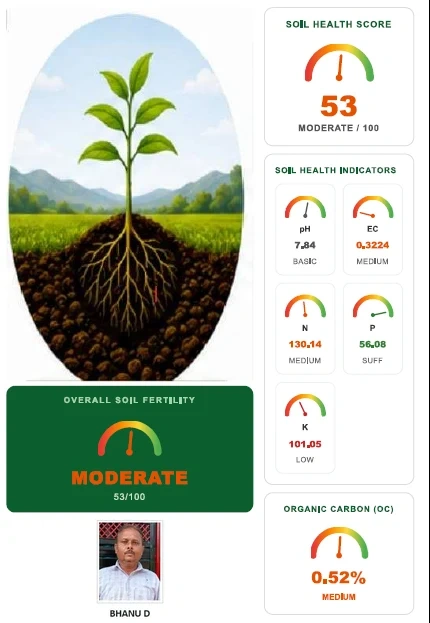 SOIL HEALTH SCORE
53
MODERATE / 100
SOIL HEALTH INDICATORS
pH
7.84
BASIC
EC
0.3224
MEDIUM
N
130.14
MEDIUM
P
56.08
SUFF
K
101.05
LOW
OVERALL SOIL FERTILITY
MODERATE
53/100
BHANU D
ORGANIC CARBON (OC)
0.52%
MEDIUM